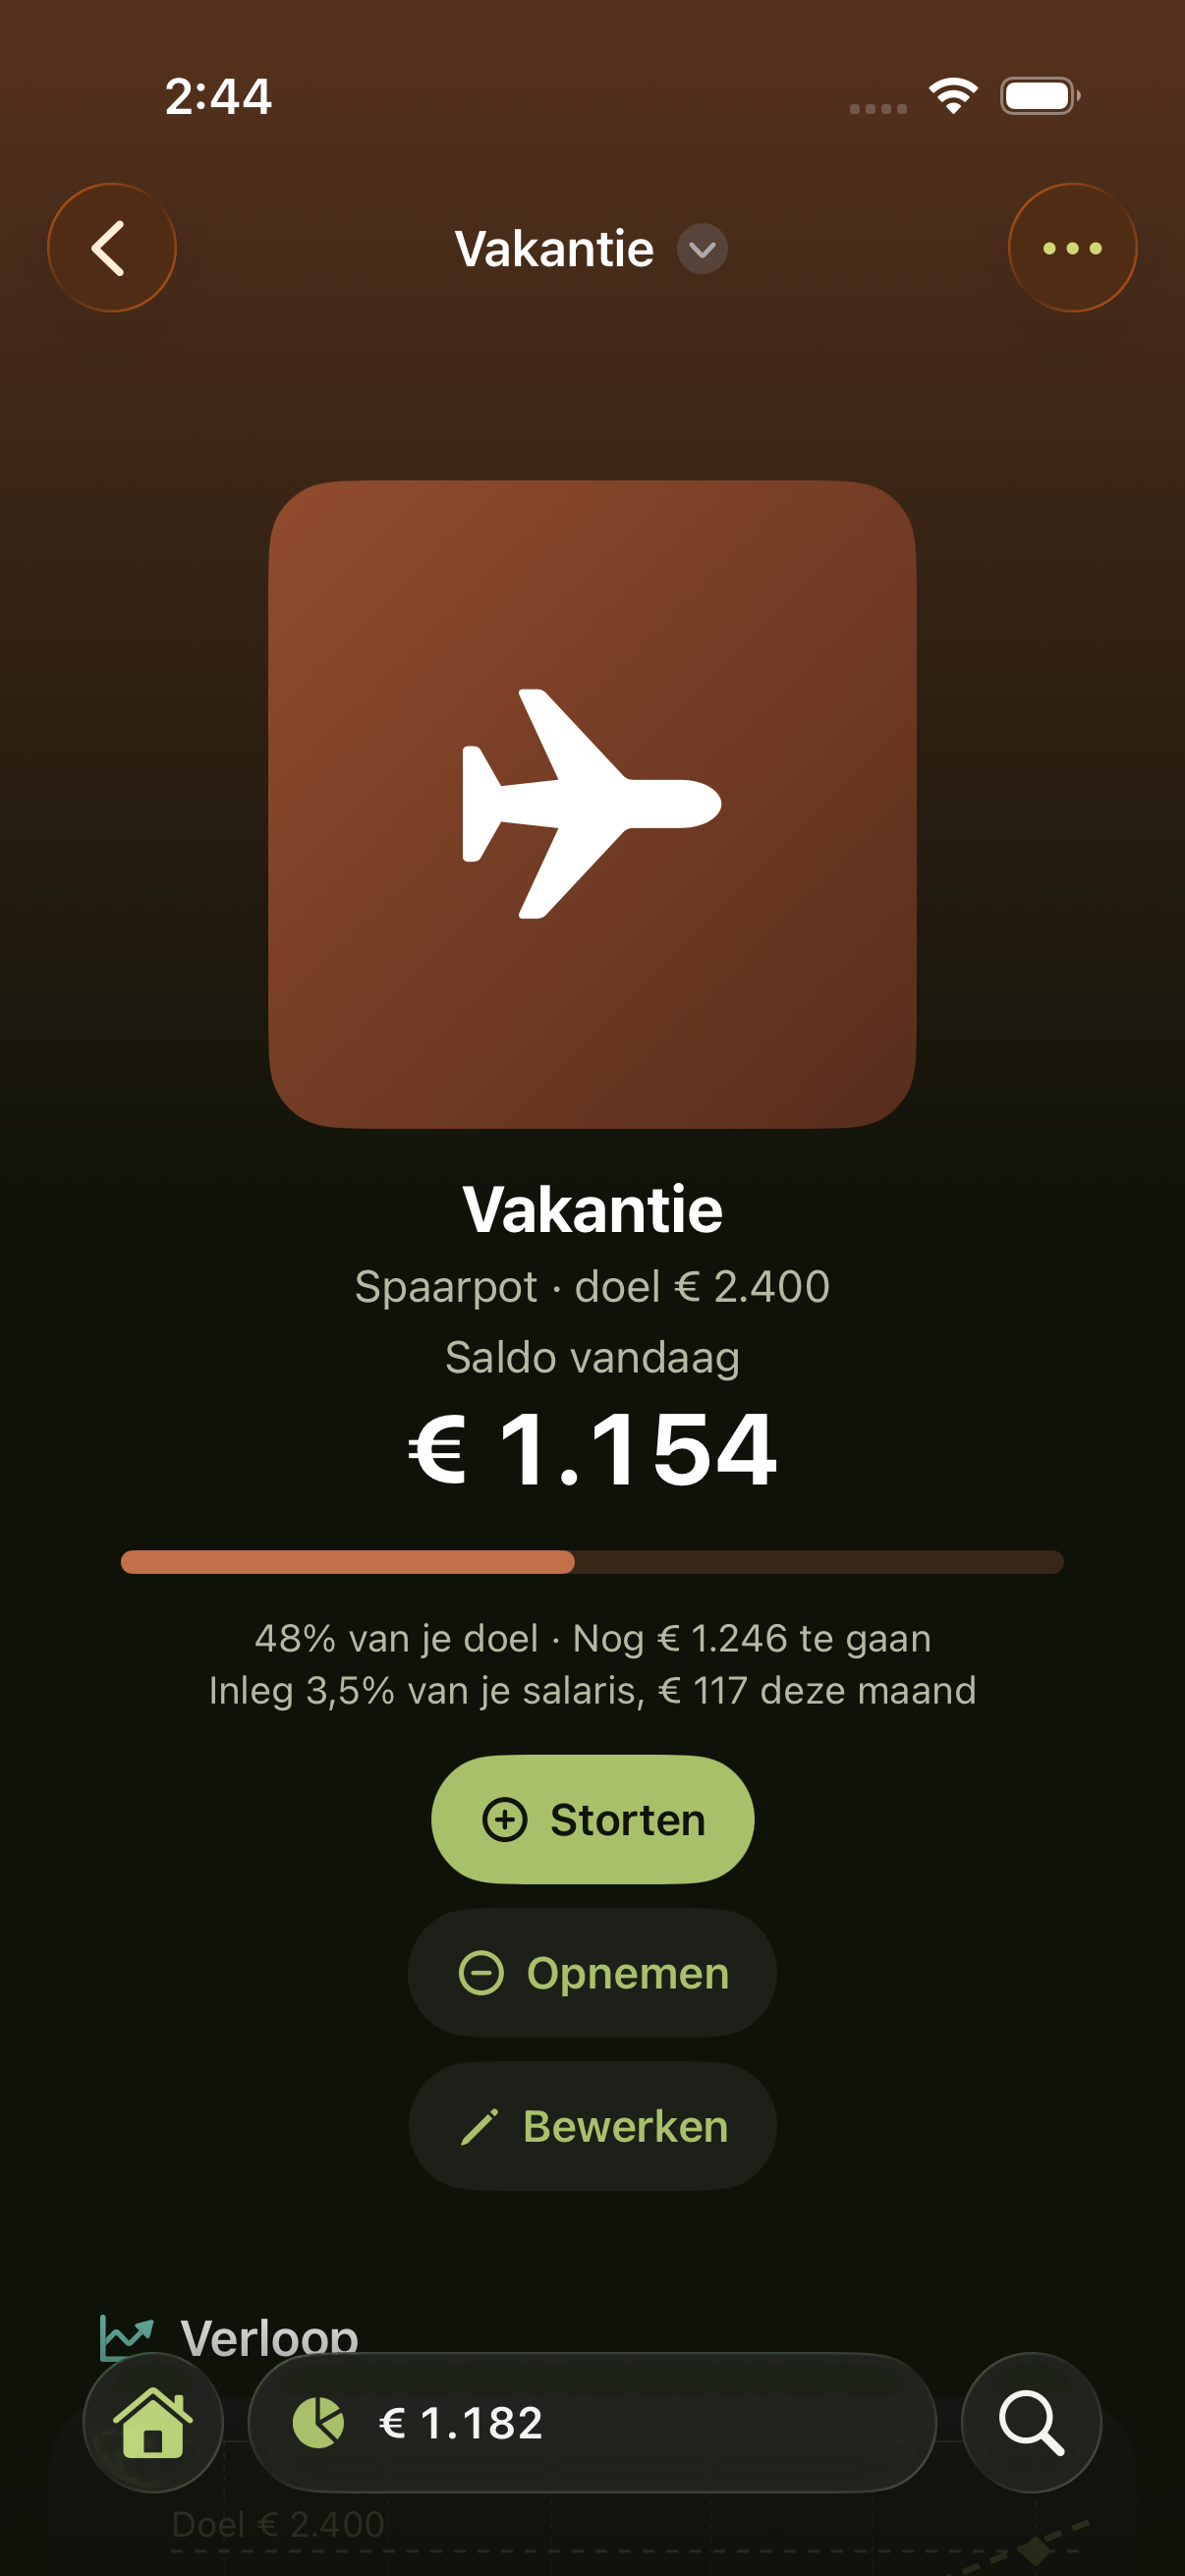 2:44
Vakantie
Vakantie
Spaarpot · doel € 2.400
Saldo vandaag
€ 1.154
48% van je doel · Nog € 1.246 te gaan
Inleg 3,5% van je salaris, € 117 deze maand
Storten
Opnemen
Bewerken
Verloop
€ 1.182
Doel € 2.400